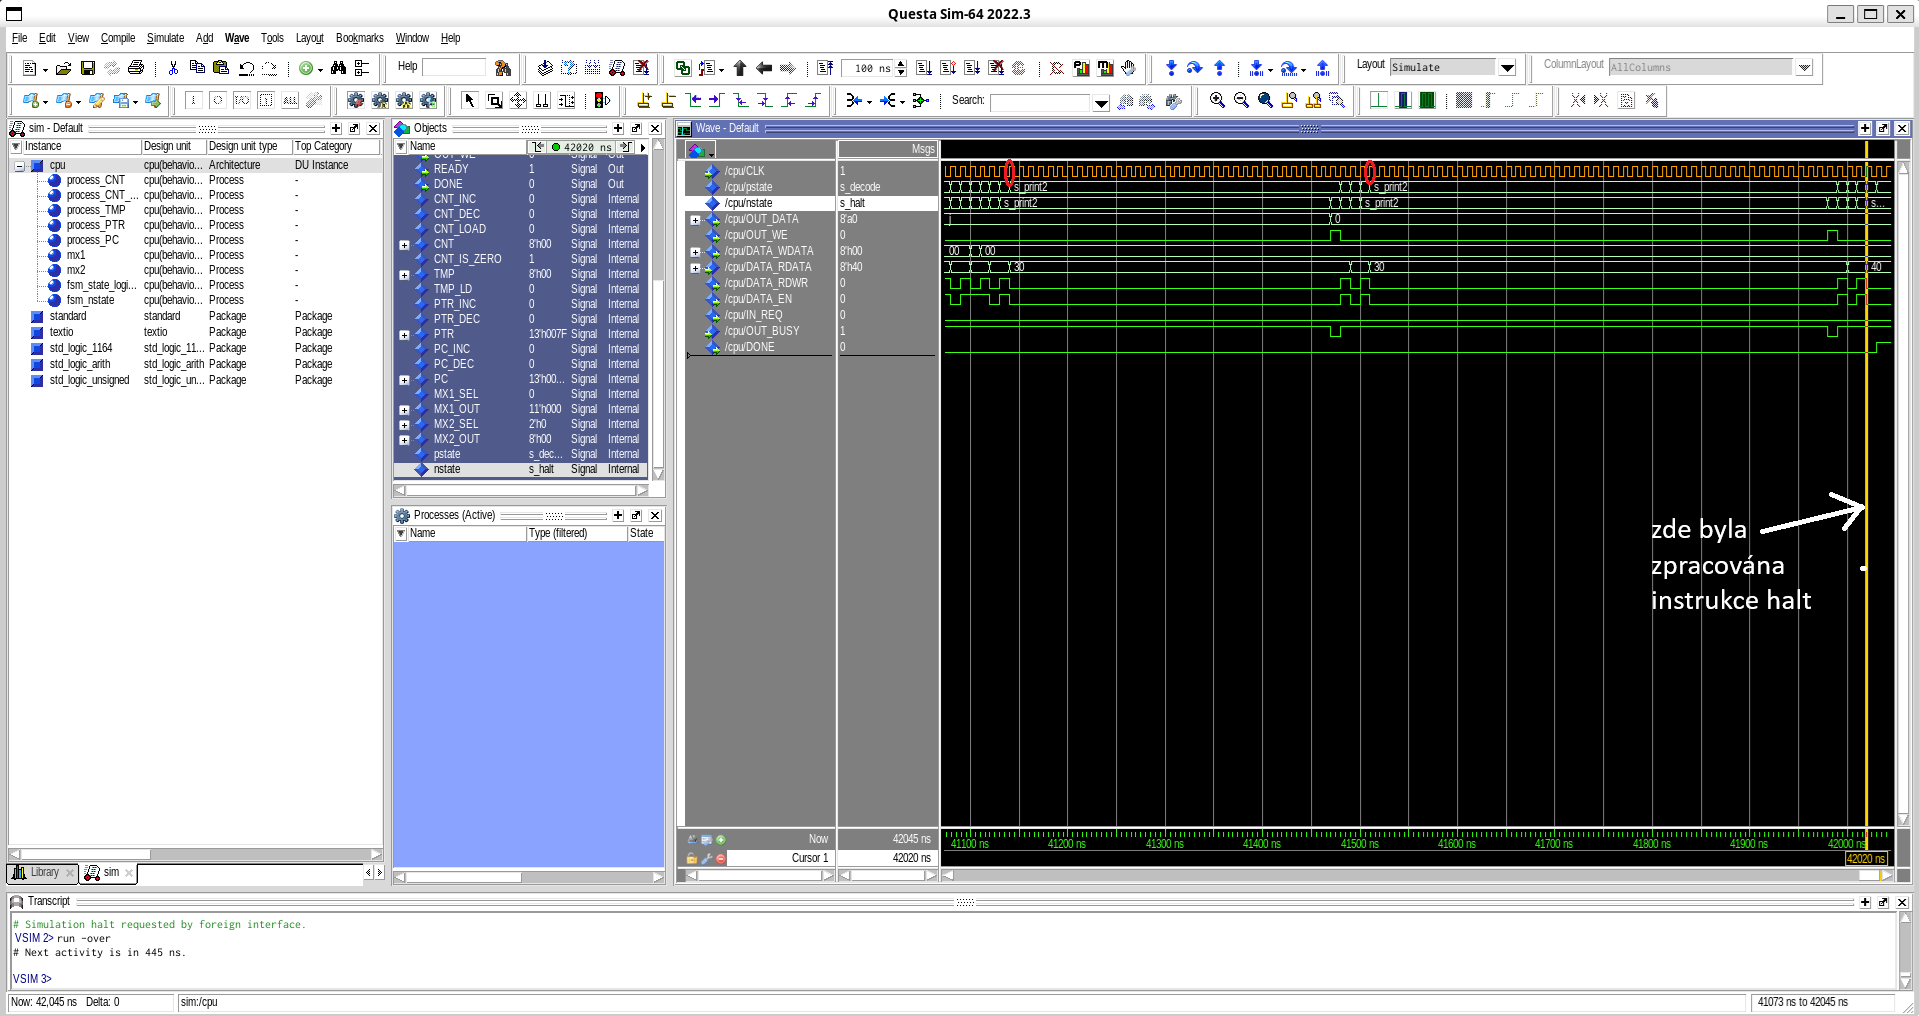 Questa Sim-64 2022.3
File Edit View Compile Simulate Add Wave Tools Layout Bookmarks Window Help
Help 100 ns Layout Simulate ColumnLayout AllColumns
Search:
sim - Default
Instance Design unit Design unit type Top Category
cpu cpu(behavio... Architecture DU Instance
process_CNT cpu(behavio... Process -
process_CNT_... cpu(behavio... Process -
process_TMP cpu(behavio... Process -
process_PTR cpu(behavio... Process -
process_PC cpu(behavio... Process -
mx1 cpu(behavio... Process -
mx2 cpu(behavio... Process -
fsm_state_logi... cpu(behavio... Process -
fsm_nstate cpu(behavio... Process -
standard standard Package Package
textio textio Package Package
std_logic_1164 std_logic_11... Package Package
std_logic_arith std_logic_ari... Package Package
std_logic_unsigned std_logic_un... Package Package
Library sim
Objects
Name 42020 ns
OUT_WE 0 Signal Out
READY 1 Signal Out
DONE 0 Signal Out
CNT_INC 0 Signal Internal
CNT_DEC 0 Signal Internal
CNT_LOAD 0 Signal Internal
CNT 8'h00 Signal Internal
CNT_IS_ZERO 1 Signal Internal
TMP 8'h00 Signal Internal
TMP_LD 0 Signal Internal
PTR_INC 0 Signal Internal
PTR_DEC 0 Signal Internal
PTR 13'h007F Signal Internal
PC_INC 0 Signal Internal
PC_DEC 0 Signal Internal
PC 13'h00... Signal Internal
MX1_SEL 0 Signal Internal
MX1_OUT 11'h000 Signal Internal
MX2_SEL 2'h0 Signal Internal
MX2_OUT 8'h00 Signal Internal
pstate s_dec... Signal Internal
nstate s_halt Signal Internal
Processes (Active)
Name Type (filtered) State
Wave - Default
Msgs
/cpu/CLK 1
/cpu/pstate s_decode s_print2 s_print2
/cpu/nstate s_halt s_print2 s_print2 s...
/cpu/OUT_DATA 8'a0 0
/cpu/OUT_WE 0
/cpu/DATA_WDATA 8'h00 00 00
/cpu/DATA_RDATA 8'h40 30 30 40
/cpu/DATA_RDWR 0
/cpu/DATA_EN 0
/cpu/IN_REQ 0
/cpu/OUT_BUSY 1
/cpu/DONE 0
zde byla
zpracována
instrukce halt
Now 42045 ns 41100 ns 41200 ns 41300 ns 41400 ns 41500 ns 41600 ns 41700 ns 41800 ns 41900 ns 42000 ns
Cursor 1 42020 ns 42020 ns
Transcript
# Simulation halt requested by foreign interface.
VSIM 2> run -over
# Next activity is in 445 ns.
VSIM 3>
Now: 42,045 ns Delta: 0 sim:/cpu 41073 ns to 42045 ns